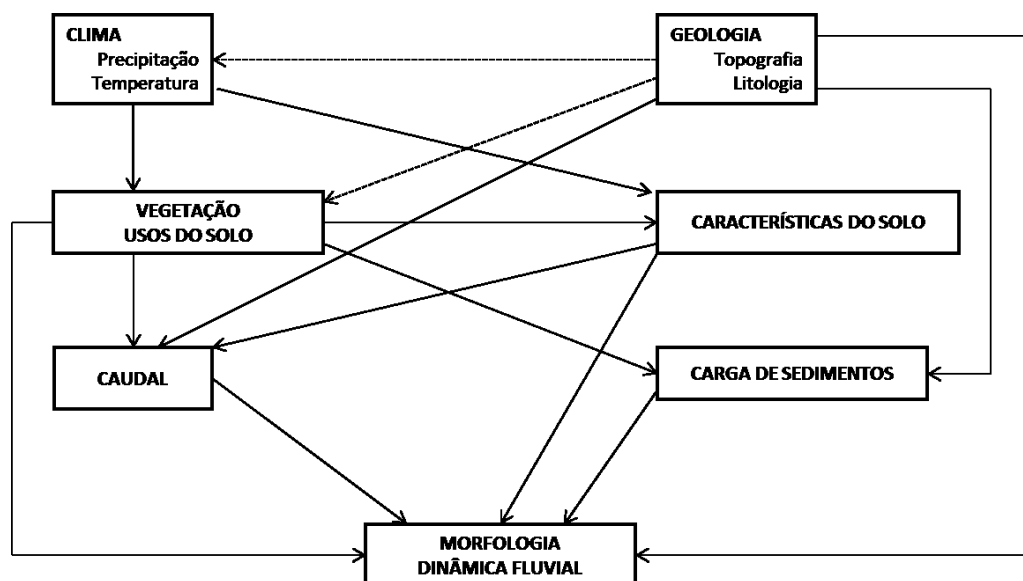 CLIMA
Precipitação
Temperatura
GEOLOGIA
Topografia
Litologia
VEGETAÇÃO
USOS DO SOLO
CARACTERÍSTICAS DO SOLO
CAUDAL
CARGA DE SEDIMENTOS
MORFOLOGIA
DINÂMICA FLUVIAL